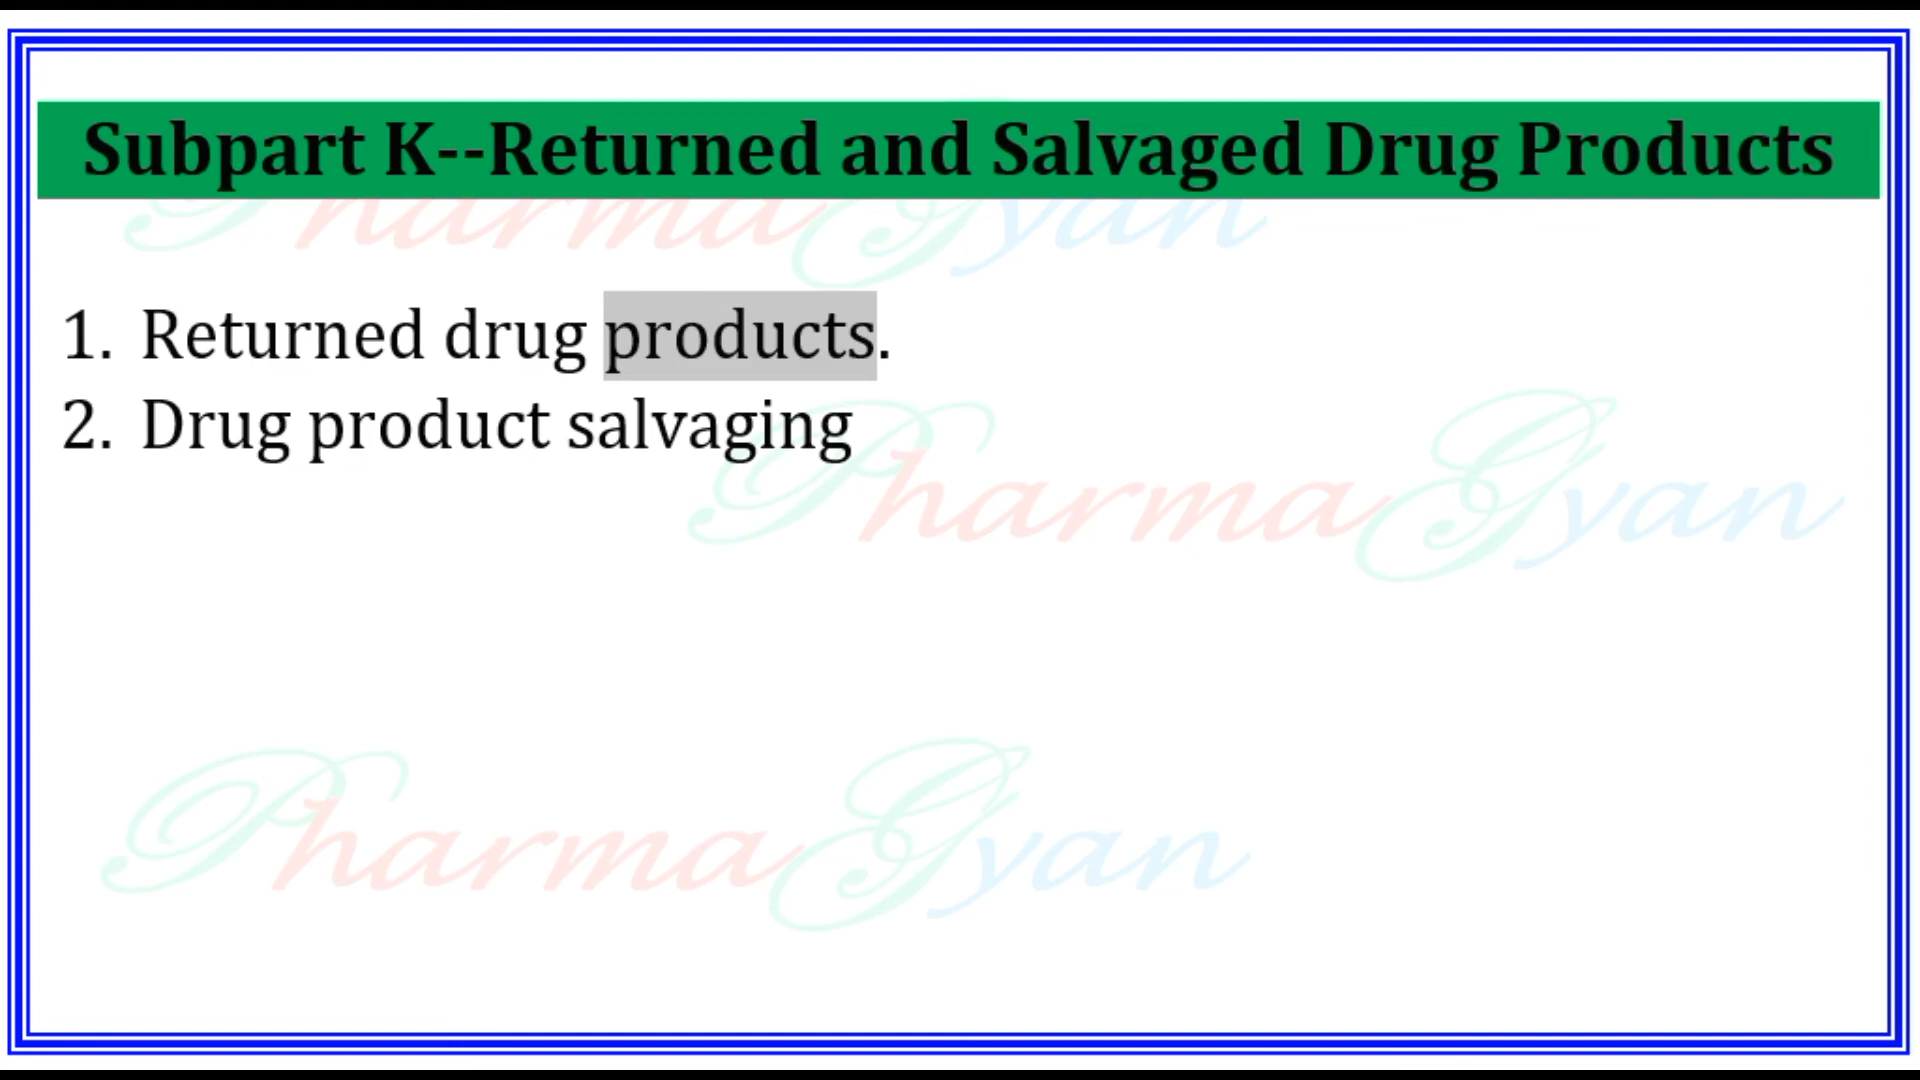 Subpart K--Returned and Salvaged Drug Products
PharmaGyan
1. Returned drug products.
2. Drug product salvaging
PharmaGyan
PharmaGyan